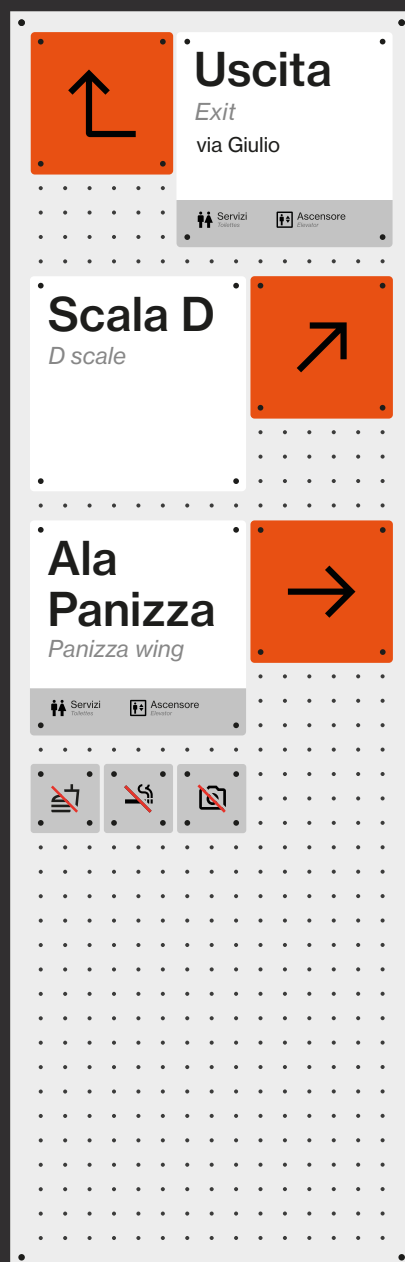 Uscita
Exit
via Giulio
Servizi
Toilettes
Ascensore
Elevator
Scala D
D scale
Ala
Panizza
Panizza wing
Servizi
Toilettes
Ascensore
Elevator